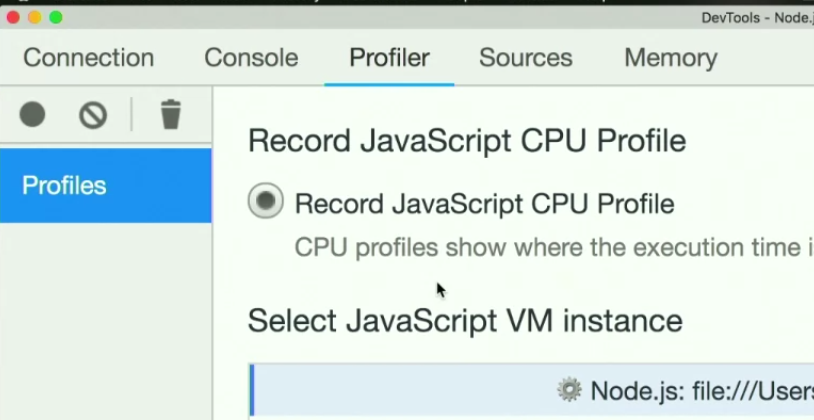 DevTools - Node.j
Connection Console Profiler Sources Memory
Record JavaScript CPU Profile
Profiles
Record JavaScript CPU Profile
CPU profiles show where the execution time i
Select JavaScript VM instance
Node.js: file:///Users